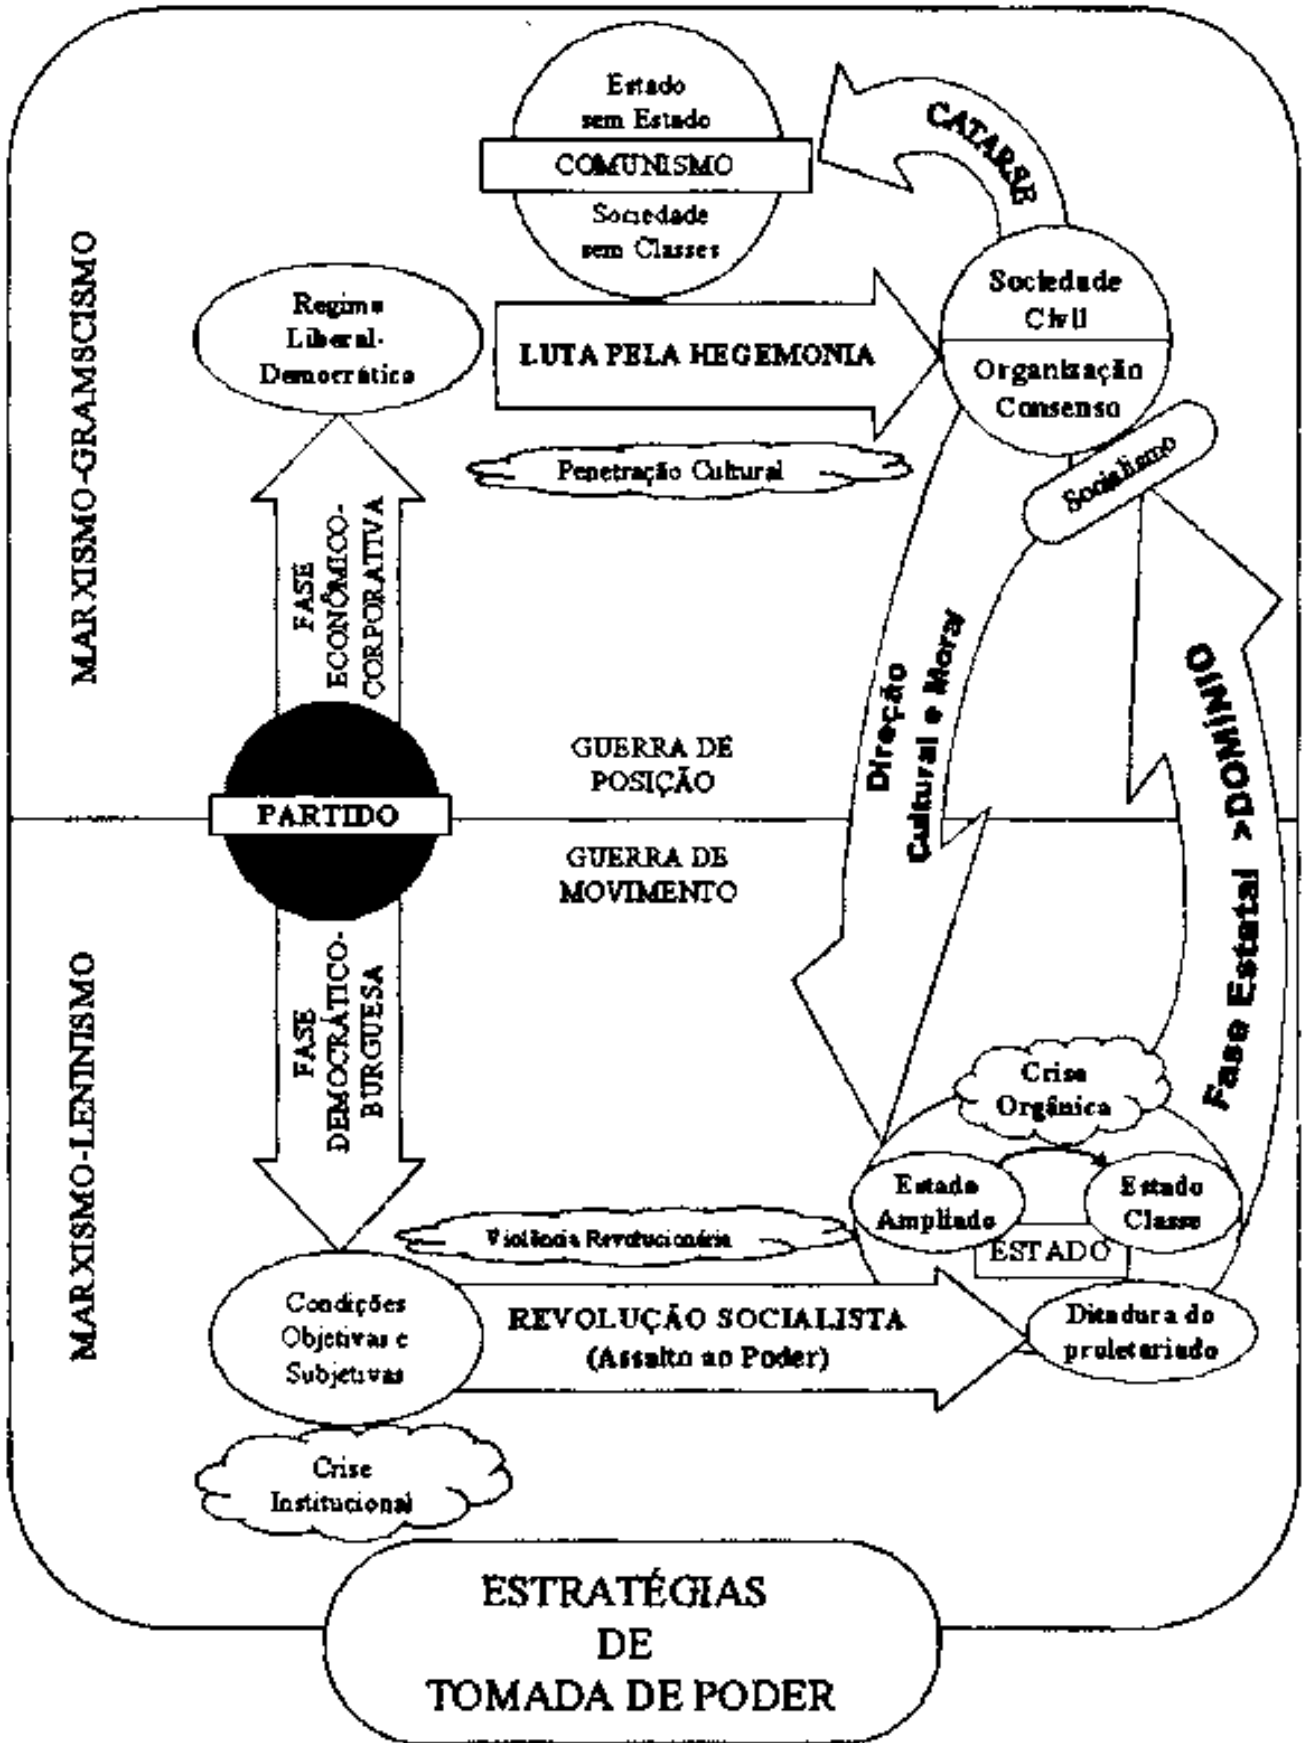 Estado
sem Estado
COMUNISMO
Sociedade
sem Classes
CATARSE
MARXISMO-GRAMSCISMO
Regime
Liberal-
Democrático
LUTA PELA HEGEMONIA
Sociedade
Civil
Organização
Consenso
Penetração Cultural
Socialismo
FASE
ECONÔMICO-
CORPORATIVA
Direção
Cultural e Moral
Fase Estatal >DOMÍNIO
GUERRA DE
POSIÇÃO
PARTIDO
GUERRA DE
MOVIMENTO
MARXISMO-LENINISMO
FASE
DEMOCRÁTICO-
BURGUESA
Crise
Orgânica
Estado
Ampliado
Estado
Classe
ESTADO
Violência Revolucionária
Condições
Objetivas e
Subjetivas
REVOLUÇÃO SOCIALISTA
(Assalto ao Poder)
Ditadura do
proletariado
Crise
Institucional
ESTRATÉGIAS
DE
TOMADA DE PODER